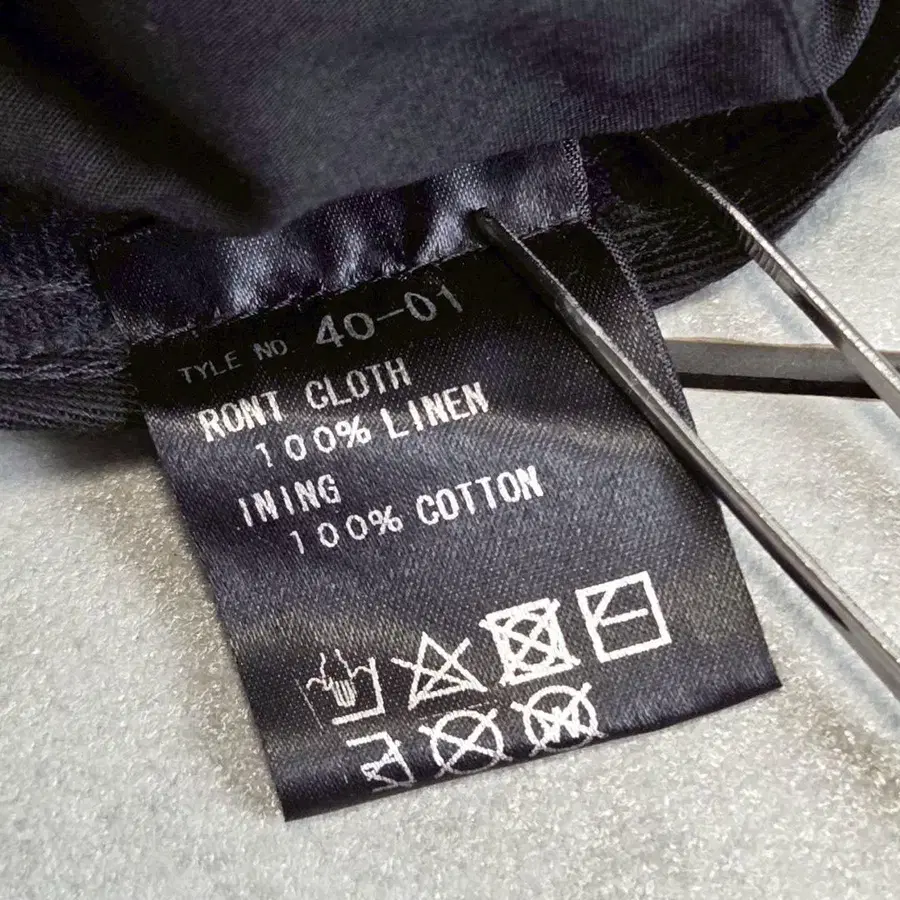 TYLE NO. 40-01
RONT CLOTH
100% LINEN
INING
100% COTTON